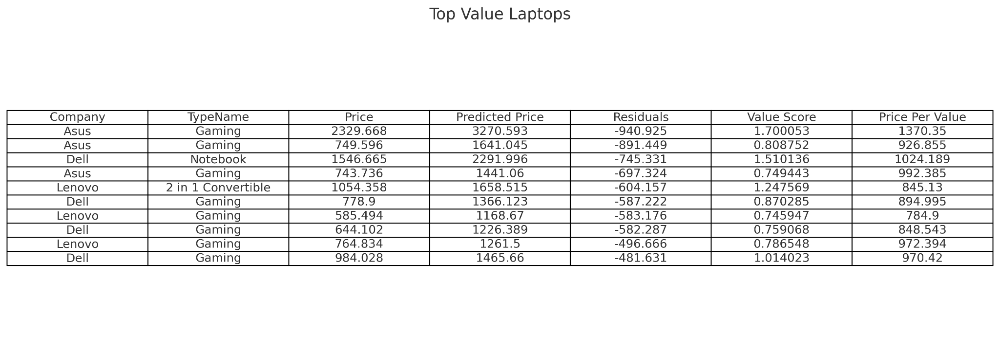 Top Value Laptops
Company TypeName Price Predicted Price Residuals Value Score Price Per Value
Asus Gaming 2329.668 3270.593 -940.925 1.700053 1370.35
Asus Gaming 749.596 1641.045 -891.449 0.808752 926.855
Dell Notebook 1546.665 2291.996 -745.331 1.510136 1024.189
Asus Gaming 743.736 1441.06 -697.324 0.749443 992.385
Lenovo 2 in 1 Convertible 1054.358 1658.515 -604.157 1.247569 845.13
Dell Gaming 778.9 1366.123 -587.222 0.870285 894.995
Lenovo Gaming 585.494 1168.67 -583.176 0.745947 784.9
Dell Gaming 644.102 1226.389 -582.287 0.759068 848.543
Lenovo Gaming 764.834 1261.5 -496.666 0.786548 972.394
Dell Gaming 984.028 1465.66 -481.631 1.014023 970.42